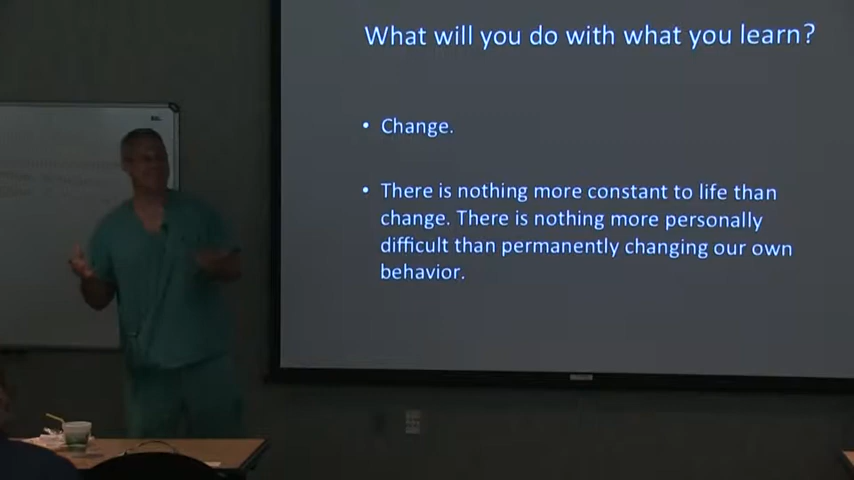 What will you do with what you learn?
• Change.
• There is nothing more constant to life than
change. There is nothing more personally
difficult than permanently changing our own
behavior.